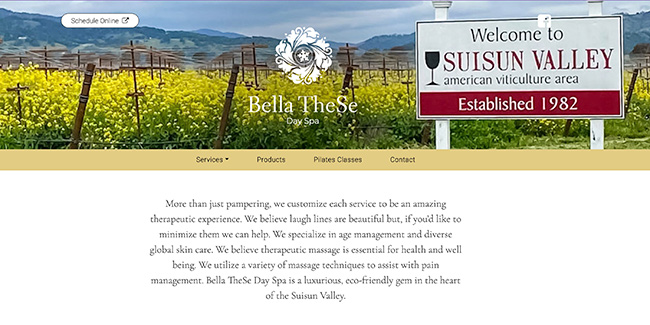 Schedule Online
Welcome to
SUISUN VALLEY
american viticulture area
Established 1982
Bella TheSe
Day Spa
Services
Products
Pilates Classes
Contact
More than just pampering, we customize each service to be an amazing
therapeutic experience. We believe laugh lines are beautiful but, if you'd like to
minimize them we can help. We specialize in age management and diverse
global skin care. We believe therapeutic massage is essential for health and well
being. We utilize a variety of massage techniques to assist with pain
management. Bella TheSe Day Spa is a luxurious, eco-friendly gem in the heart
of the Suisun Valley.